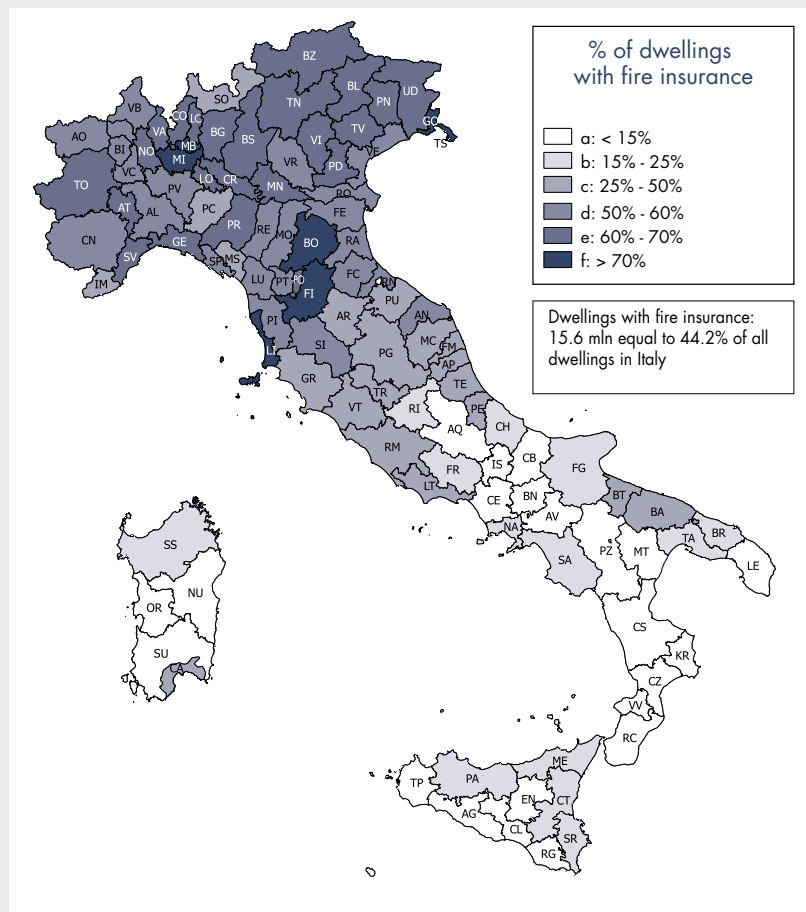 % of dwellings
with fire insurance
a: < 15%
b: 15% - 25%
c: 25% - 50%
d: 50% - 60%
e: 60% - 70%
f: > 70%
Dwellings with fire insurance:
15.6 mln equal to 44.2% of all
dwellings in Italy
BZ
SO
BL
UD
TN
PN
VB
CO
LC
AO
VA
BG
TV
GO
BI
NO
MB
BS
VI
MI
TS
VE
VC
VR
PD
TO
LO
CR
MN
PV
RO
AT
AL
PC
FE
PR
RE
MO
CN
GE
BO
RA
SV
SP
MS
FC
IM
LU
PT
PO
RN
FI
PU
PI
AR
AN
LI
SI
MC
FM
PG
AP
GR
TE
TR
VT
RI
PE
AQ
CH
RM
CB
FR
IS
FG
LT
CE
BN
BT
AV
BA
NA
BR
SS
PZ
MT
TA
SA
LE
NU
OR
CS
SU
KR
CA
CZ
VV
RC
ME
TP
PA
EN
CT
AG
CL
SR
RG